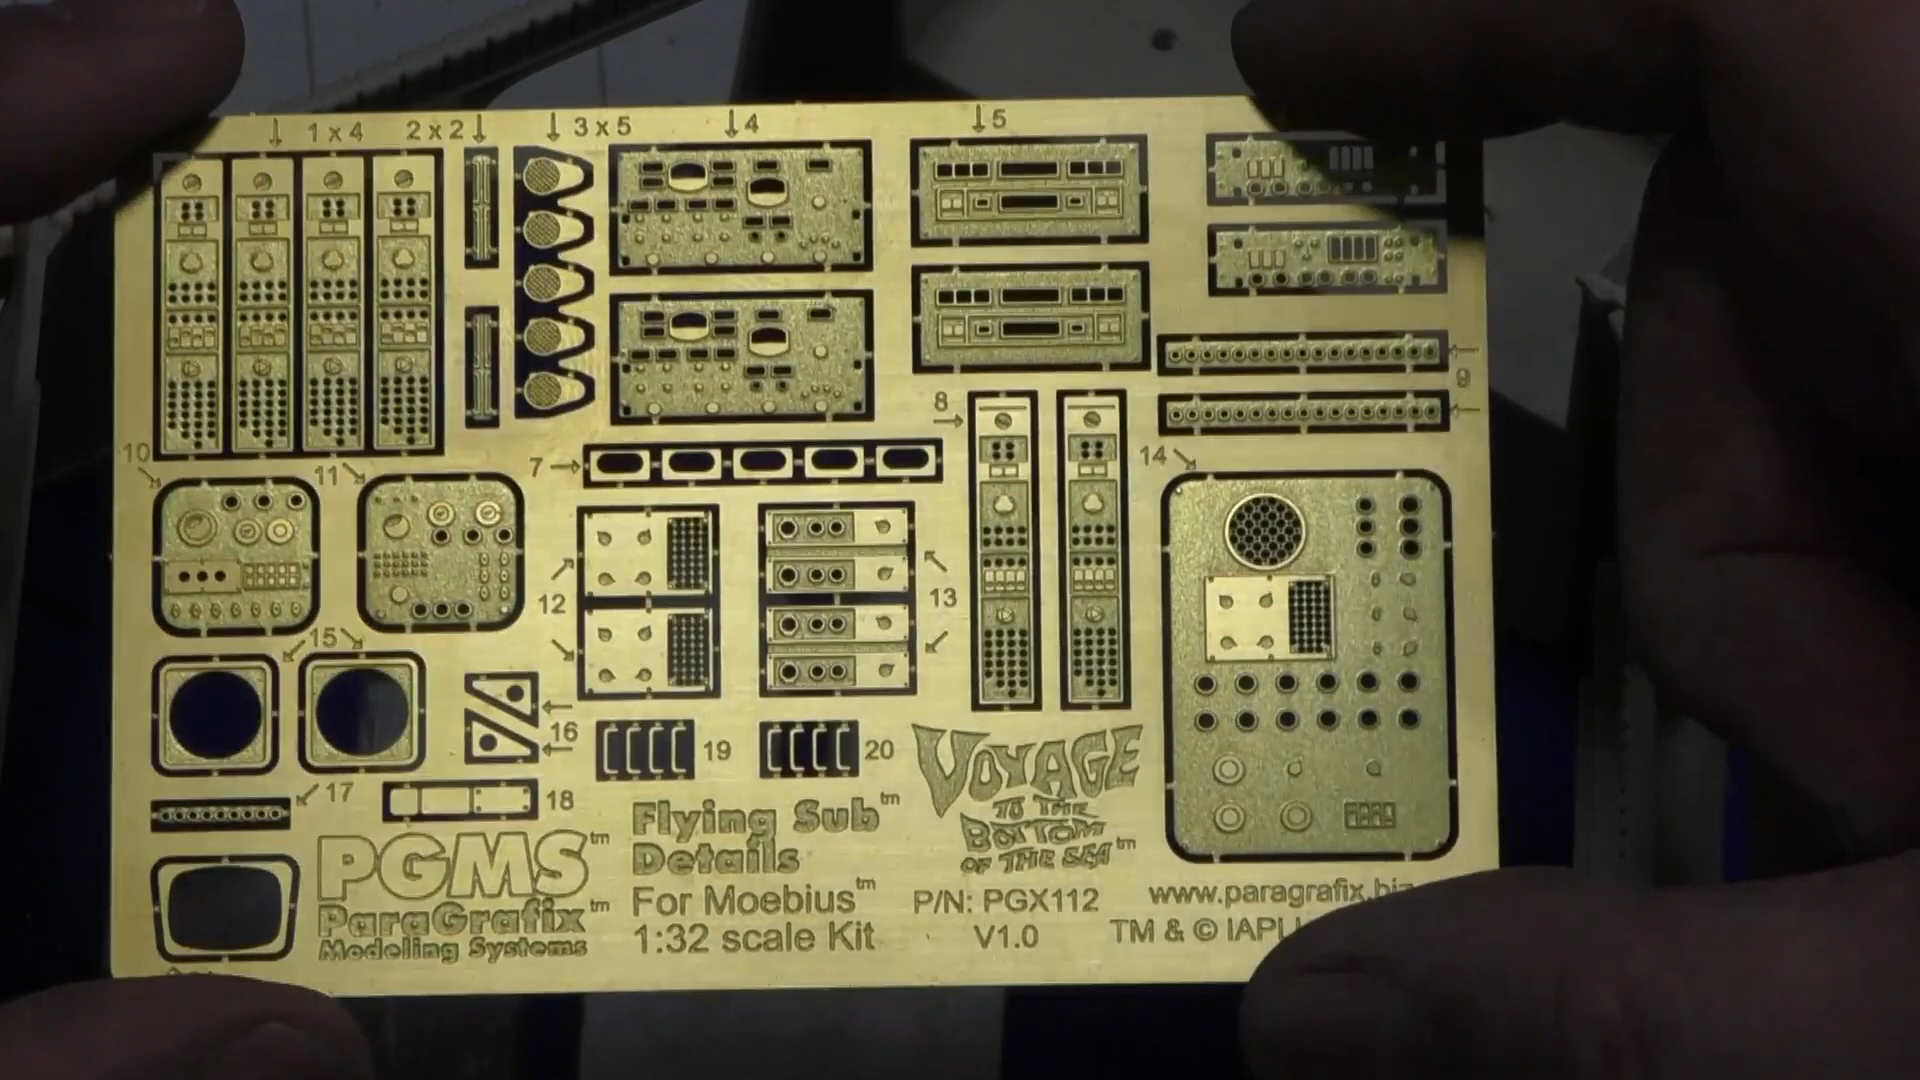 1 x 4
2 x 2
3 x 5
4
5
8
9
10
11
7
14
12
13
15
16
19
20
17
18
VOYAGE
TO THE
BOTTOM
OF THE SEA™
PGMS™
ParaGrafix™
Modeling Systems
Flying Sub™
Details
For Moebius™
1:32 scale Kit
P/N: PGX112
V1.0
www.paragrafix.biz
TM & ©